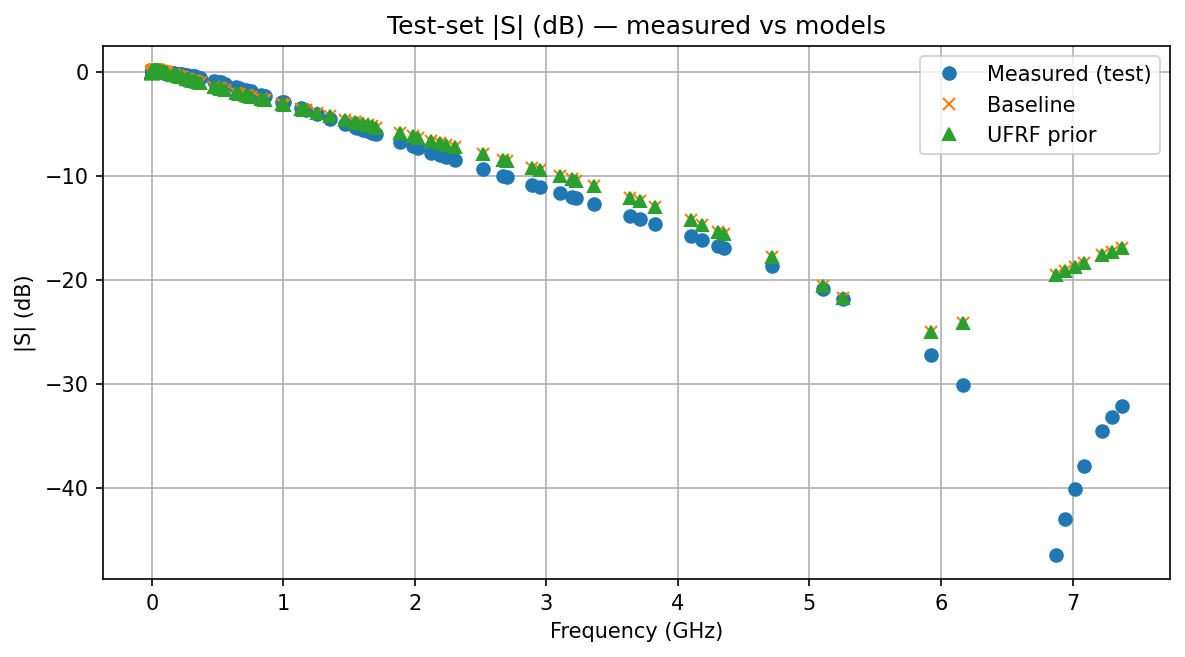 Test-set |S| (dB) — measured vs models
Measured (test)
Baseline
UFRF prior
|S| (dB)
0
−10
−20
−30
−40
0 1 2 3 4 5 6 7
Frequency (GHz)